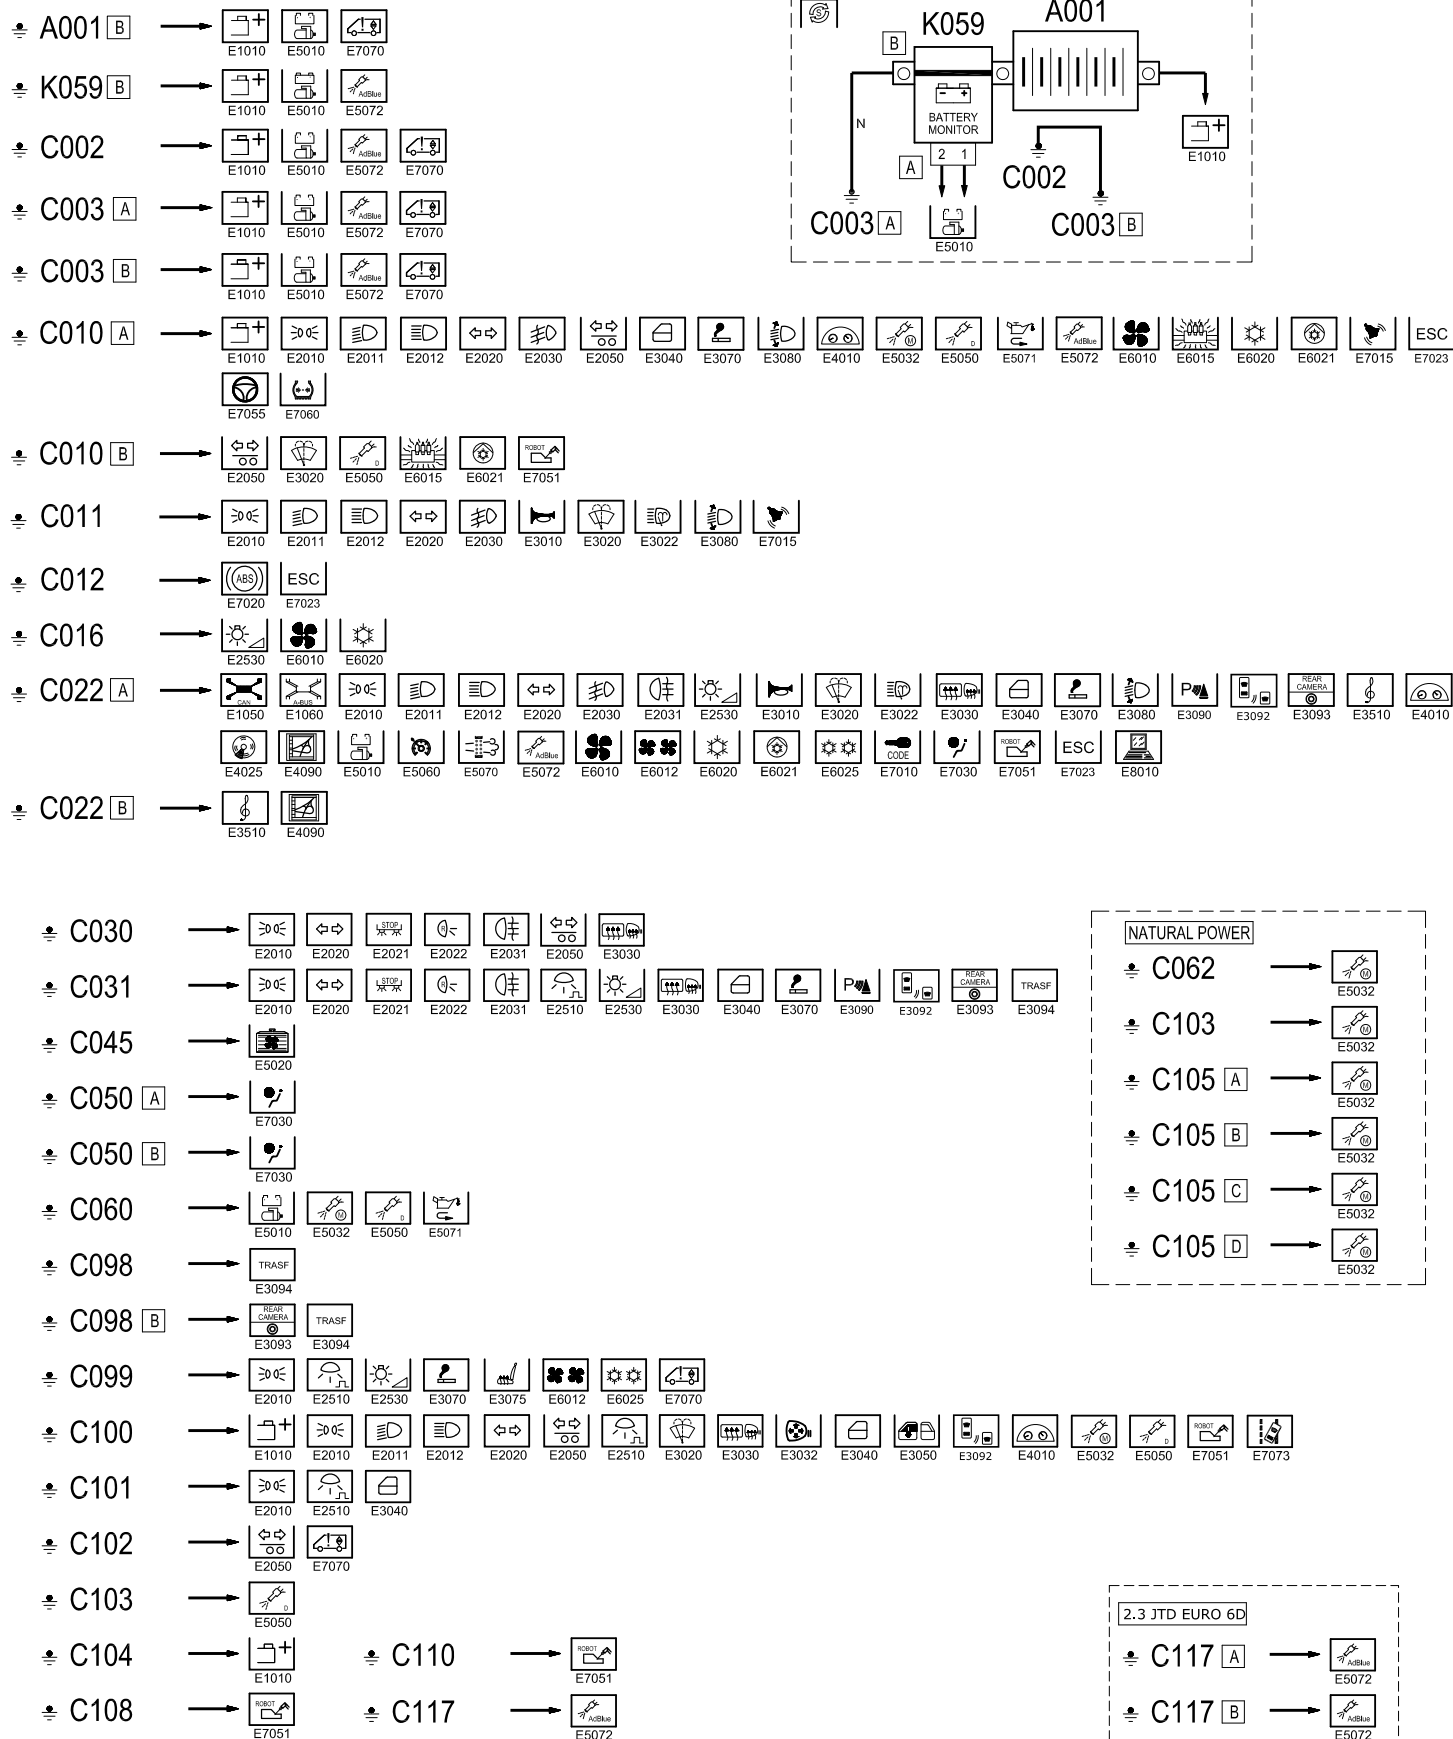 A001 B
E1010 E5010 E7070
K059 B
E1010 E5010 AdBlue E5072
C002
E1010 E5010 AdBlue E5072 E7070
C003 A
E1010 E5010 AdBlue E5072 E7070
C003 B
E1010 E5010 AdBlue E5072 E7070
S
K059
A001
B
N
BATTERY
MONITOR
2 1
A
E1010
C002
C003 A
E5010
C003 B
C010 A
M D AdBlue ESC
E1010 E2010 E2011 E2012 E2020 E2030 E2050 E3040 E3070 E3080 E4010 E5032 E5050 E5071 E5072 E6010 E6015 E6020 E6021 E7015 E7023
E7055 E7060
C010 B
D ROBOT
E2050 E3020 E5050 E6015 E6021 E7051
C011
E2010 E2011 E2012 E2020 E2030 E3010 E3020 E3022 E3080 E7015
C012
ABS ESC
E7020 E7023
C016
E2530 E6010 E6020
C022 A
CAN A-BUS P REAR CAMERA
E1050 E1060 E2010 E2011 E2012 E2020 E2030 E2031 E2530 E3010 E3020 E3022 E3030 E3040 E3070 E3080 E3090 E3092 E3093 E3510 E4010
AdBlue CODE ROBOT ESC
E4025 E4090 E5010 E5060 E5070 E5072 E6010 E6012 E6020 E6021 E6025 E7010 E7030 E7051 E7023 E8010
C022 B
E3510 E4090
C030
STOP R
E2010 E2020 E2021 E2022 E2031 E2050 E3030
C031
STOP R P REAR CAMERA TRASF
E2010 E2020 E2021 E2022 E2031 E2510 E2530 E3030 E3040 E3070 E3090 E3092 E3093 E3094
C045
E5020
C050 A
E7030
C050 B
E7030
C060
M D
E5010 E5032 E5050 E5071
C098
TRASF
E3094
C098 B
REAR CAMERA TRASF
E3093 E3094
C099
E2010 E2510 E2530 E3070 E3075 E6012 E6025 E7070
C100
M D ROBOT
E1010 E2010 E2011 E2012 E2020 E2050 E2510 E3020 E3030 E3032 E3040 E3050 E3092 E4010 E5032 E5050 E7051 E7073
C101
E2010 E2510 E3040
C102
E2050 E7070
C103
D
E5050
C104
E1010
C108
ROBOT
E7051
C110
ROBOT
E7051
C117
AdBlue
E5072
NATURAL POWER
C062
M
E5032
C103
M
E5032
C105 A
M
E5032
C105 B
M
E5032
C105 C
M
E5032
C105 D
M
E5032
2.3 JTD EURO 6D
C117 A
AdBlue
E5072
C117 B
AdBlue
E5072